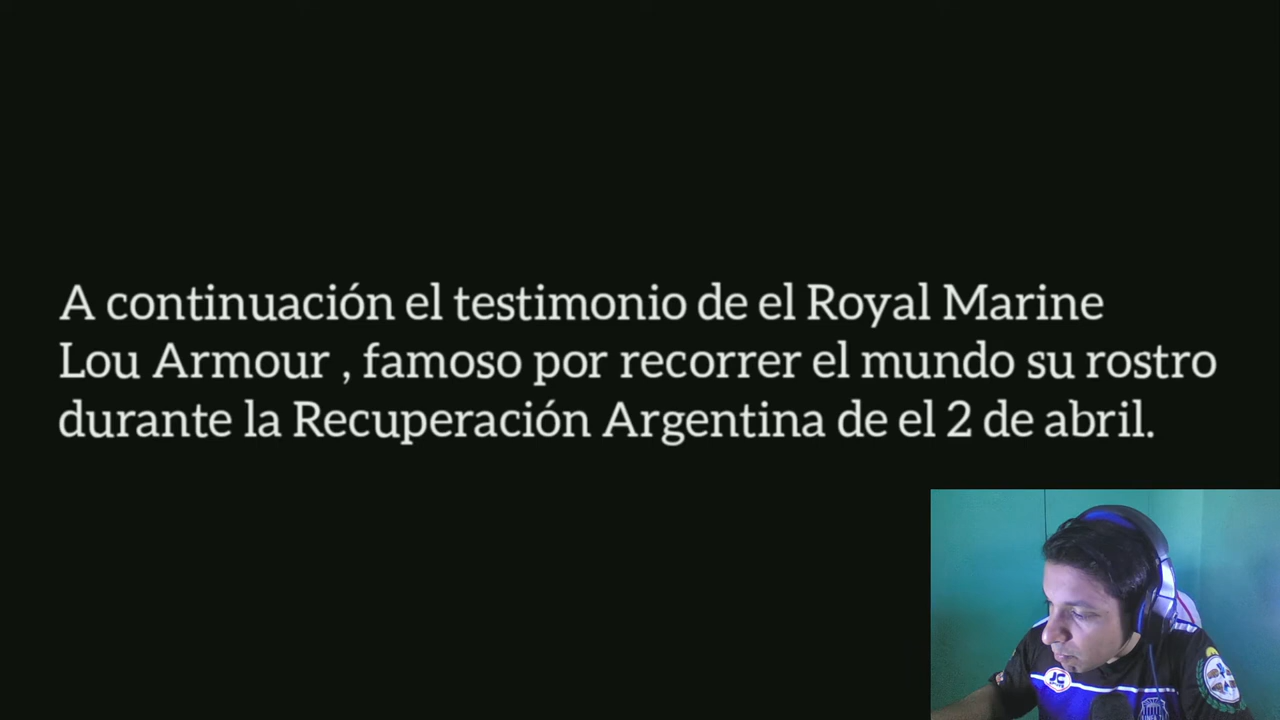 A continuación el testimonio de el Royal Marine
Lou Armour , famoso por recorrer el mundo su rostro
durante la Recuperación Argentina de el 2 de abril.
JC